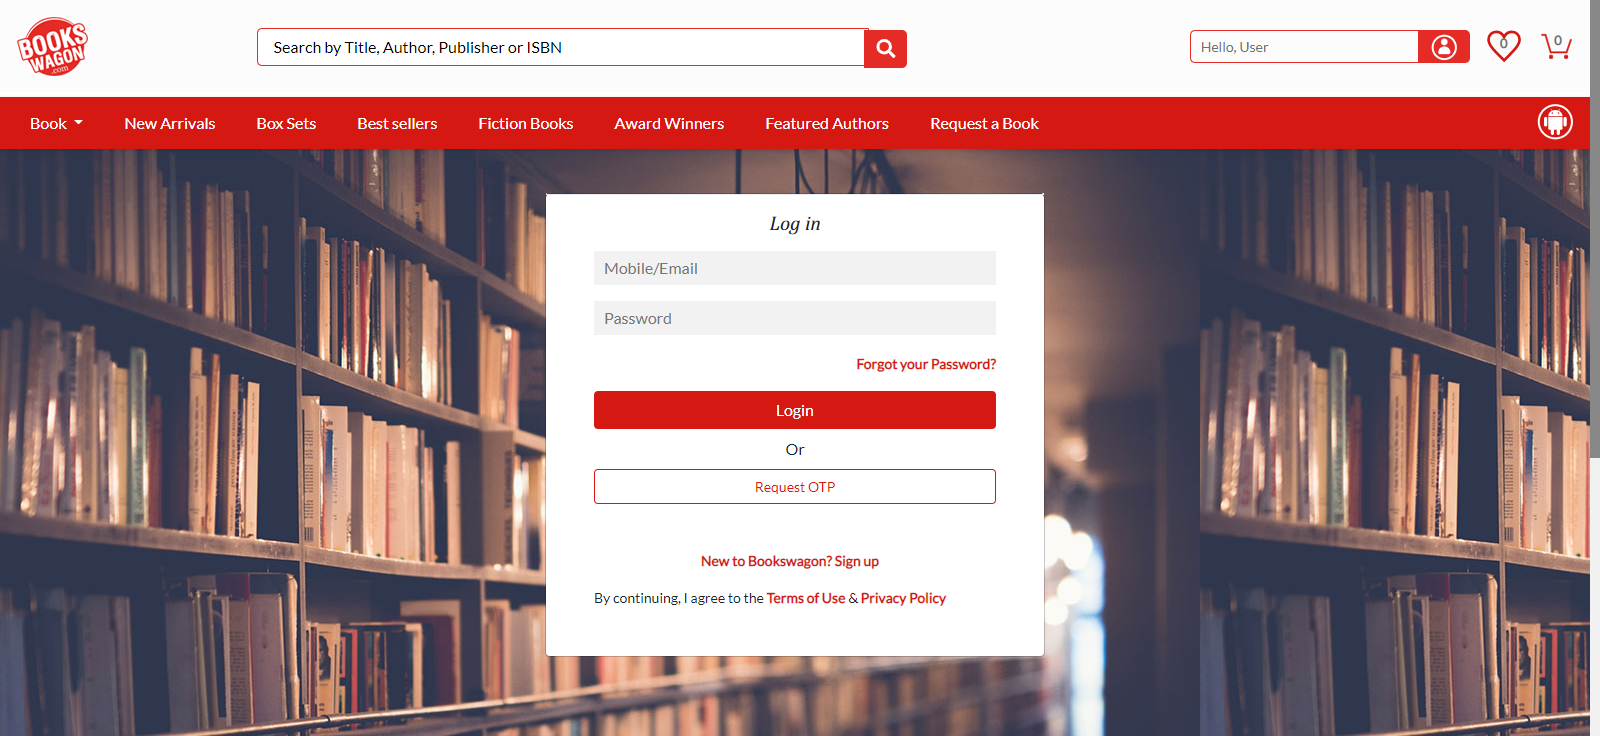 BOOKS
WAGON
.com
Search by Title, Author, Publisher or ISBN
Hello, User
0
0
Book
New Arrivals
Box Sets
Best sellers
Fiction Books
Award Winners
Featured Authors
Request a Book
Log in
Mobile/Email
Password
Forgot your Password?
Login
Or
Request OTP
New to Bookswagon? Sign up
By continuing, I agree to the Terms of Use & Privacy Policy